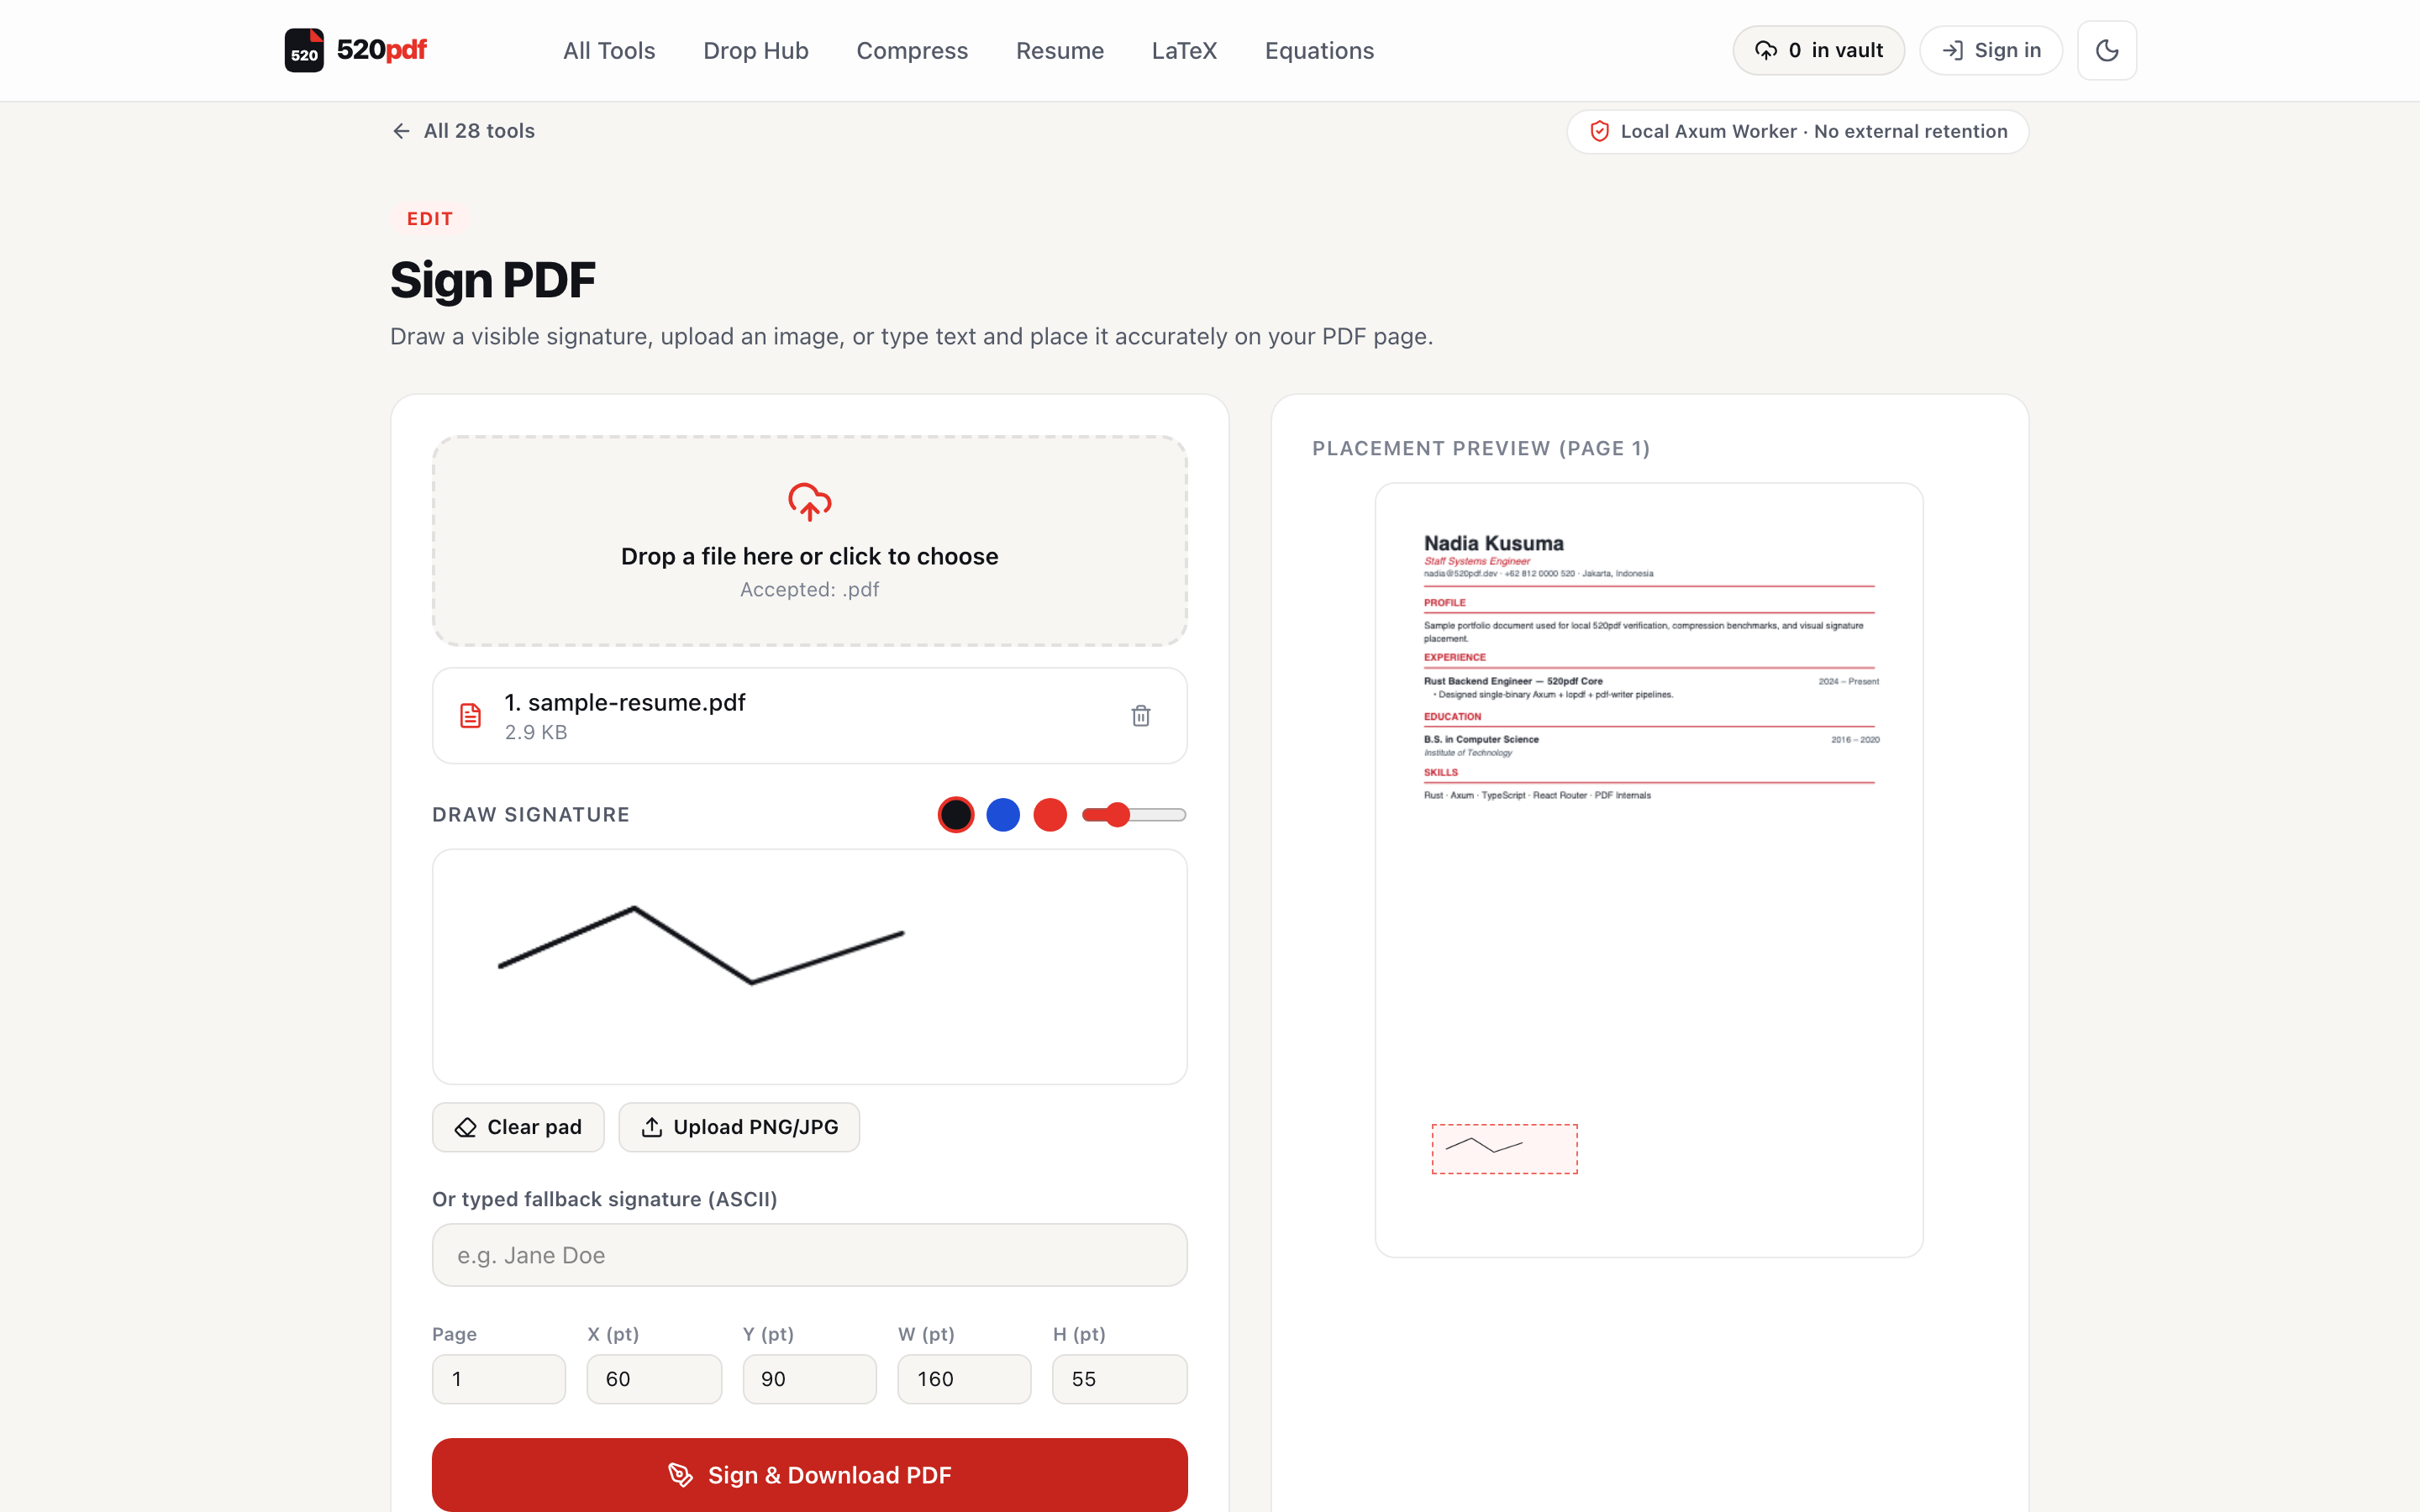 520 520pdf All Tools Drop Hub Compress Resume LaTeX Equations 0 in vault Sign in
All 28 tools Local Axum Worker · No external retention
EDIT
Sign PDF
Draw a visible signature, upload an image, or type text and place it accurately on your PDF page.
Drop a file here or click to choose
Accepted: .pdf
1. sample-resume.pdf
2.9 KB
DRAW SIGNATURE
Clear pad Upload PNG/JPG
Or typed fallback signature (ASCII)
e.g. Jane Doe
Page X (pt) Y (pt) W (pt) H (pt)
1 60 90 160 55
Sign & Download PDF
PLACEMENT PREVIEW (PAGE 1)
Nadia Kusuma
Staff Systems Engineer
nadia@520pdf.dev · +62 812 0000 520 · Jakarta, Indonesia
PROFILE
Sample portfolio document used for local 520pdf verification, compression benchmarks, and visual signature
placement.
EXPERIENCE
Rust Backend Engineer — 520pdf Core 2024 – Present
• Designed single-binary Axum + lopdf + pdf-writer pipelines.
EDUCATION
B.S. in Computer Science 2016 – 2020
Institute of Technology
SKILLS
Rust · Axum · TypeScript · React Router · PDF Internals